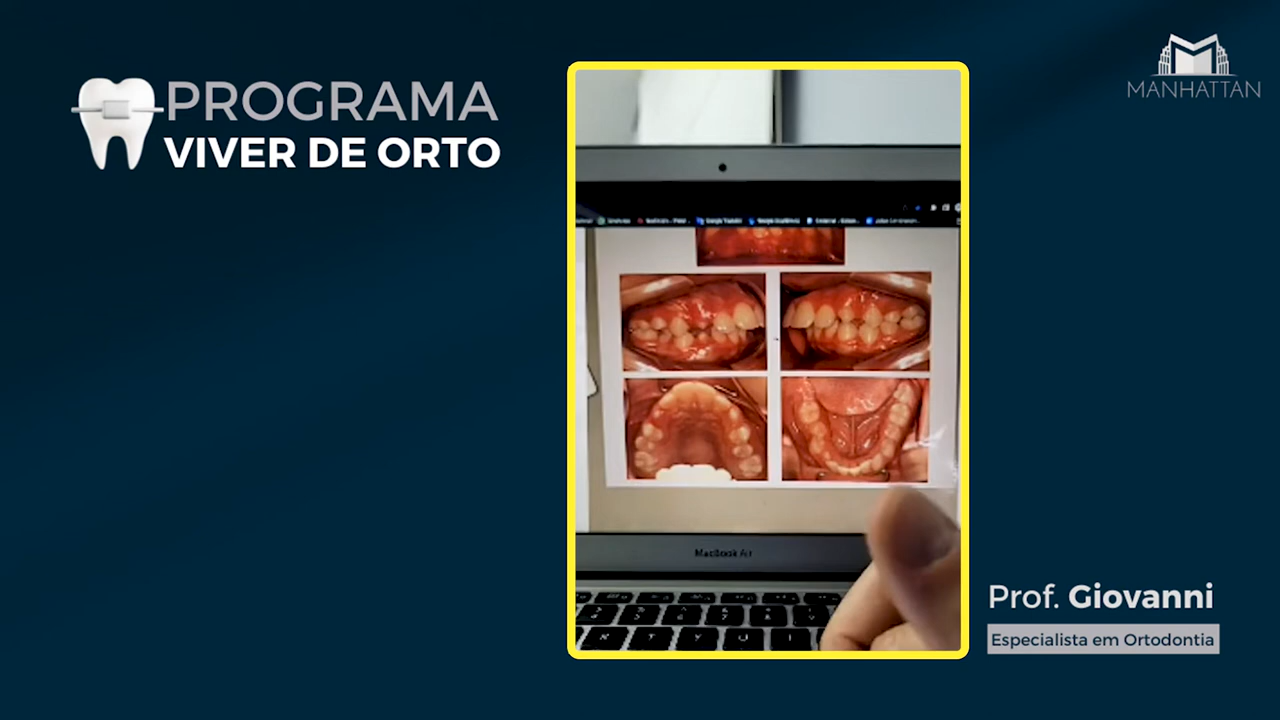 PROGRAMA
VIVER DE ORTO
MANHATTAN
MacBook Air
Prof. Giovanni
Especialista em Ortodontia